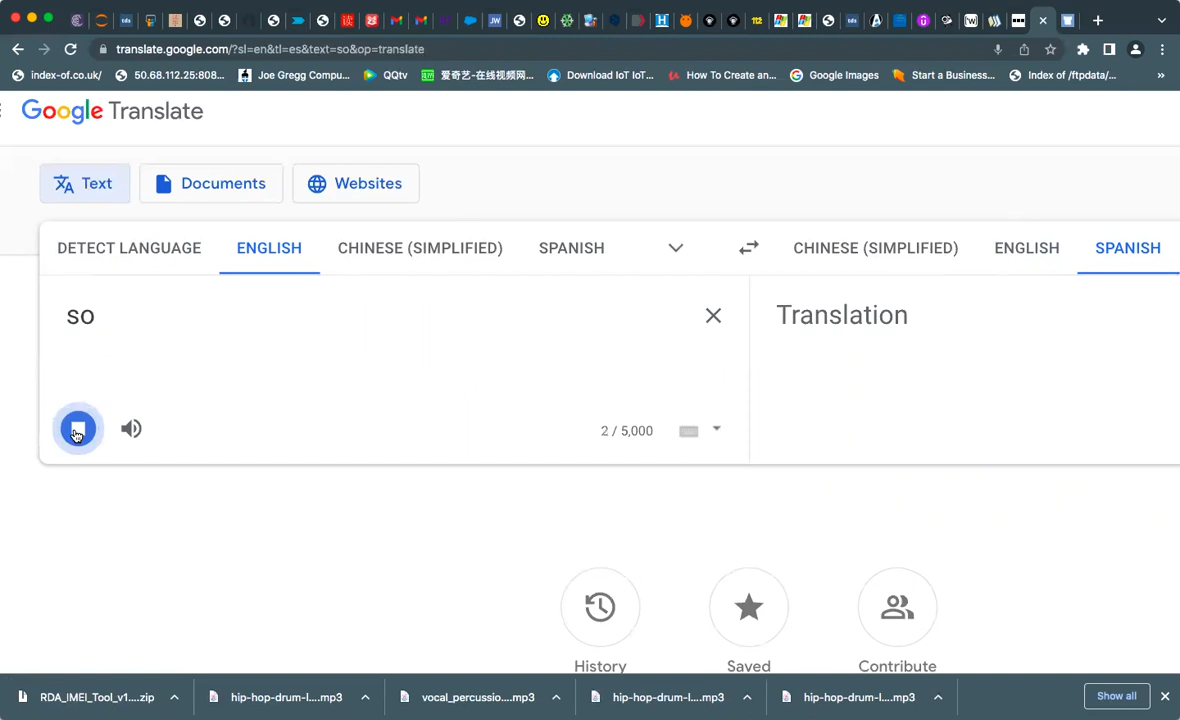 translate.google.com/?sl=en&tl=es&text=so&op=translate
index-of.co.uk/
50.68.112.25:808...
Joe Gregg Compu...
QQtv
爱奇艺-在线视频网...
Download IoT IoT...
How To Create an...
Google Images
Start a Business...
Index of /ftpdata/...
»
Google Translate
Text
Documents
Websites
DETECT LANGUAGE
ENGLISH
CHINESE (SIMPLIFIED)
SPANISH
CHINESE (SIMPLIFIED)
ENGLISH
SPANISH
so
Translation
2 / 5,000
History
Saved
Contribute
RDA_IMEI_Tool_v1....zip
hip-hop-drum-l....mp3
vocal_percussio....mp3
hip-hop-drum-l....mp3
hip-hop-drum-l....mp3
Show all